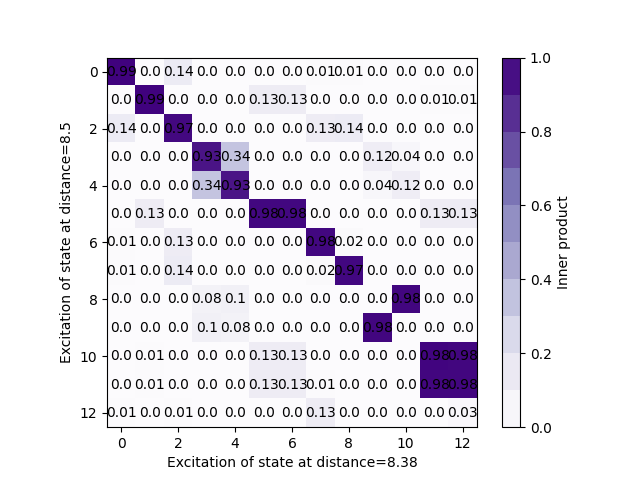 0 0.99 0.0 0.14 0.0 0.0 0.0 0.0 0.01 0.01 0.0 0.0 0.0 0.0
0.0 0.99 0.0 0.0 0.0 0.13 0.13 0.0 0.0 0.0 0.0 0.01 0.01
2 0.14 0.0 0.97 0.0 0.0 0.0 0.0 0.13 0.14 0.0 0.0 0.0 0.0
0.0 0.0 0.0 0.93 0.34 0.0 0.0 0.0 0.0 0.12 0.04 0.0 0.0
4 0.0 0.0 0.0 0.34 0.93 0.0 0.0 0.0 0.0 0.04 0.12 0.0 0.0
0.0 0.13 0.0 0.0 0.0 0.98 0.98 0.0 0.0 0.0 0.0 0.13 0.13
6 0.01 0.0 0.13 0.0 0.0 0.0 0.0 0.98 0.02 0.0 0.0 0.0 0.0
0.01 0.0 0.14 0.0 0.0 0.0 0.0 0.02 0.97 0.0 0.0 0.0 0.0
8 0.0 0.0 0.0 0.08 0.1 0.0 0.0 0.0 0.0 0.0 0.98 0.0 0.0
0.0 0.0 0.0 0.1 0.08 0.0 0.0 0.0 0.0 0.98 0.0 0.0 0.0
10 0.0 0.01 0.0 0.0 0.0 0.13 0.13 0.0 0.0 0.0 0.0 0.98 0.98
0.0 0.01 0.0 0.0 0.0 0.13 0.13 0.01 0.0 0.0 0.0 0.98 0.98
12 0.01 0.0 0.01 0.0 0.0 0.0 0.0 0.13 0.0 0.0 0.0 0.0 0.03
0 2 4 6 8 10 12
Excitation of state at distance=8.38
Excitation of state at distance=8.5
1.0
0.8
0.6
0.4
0.2
0.0
Inner product